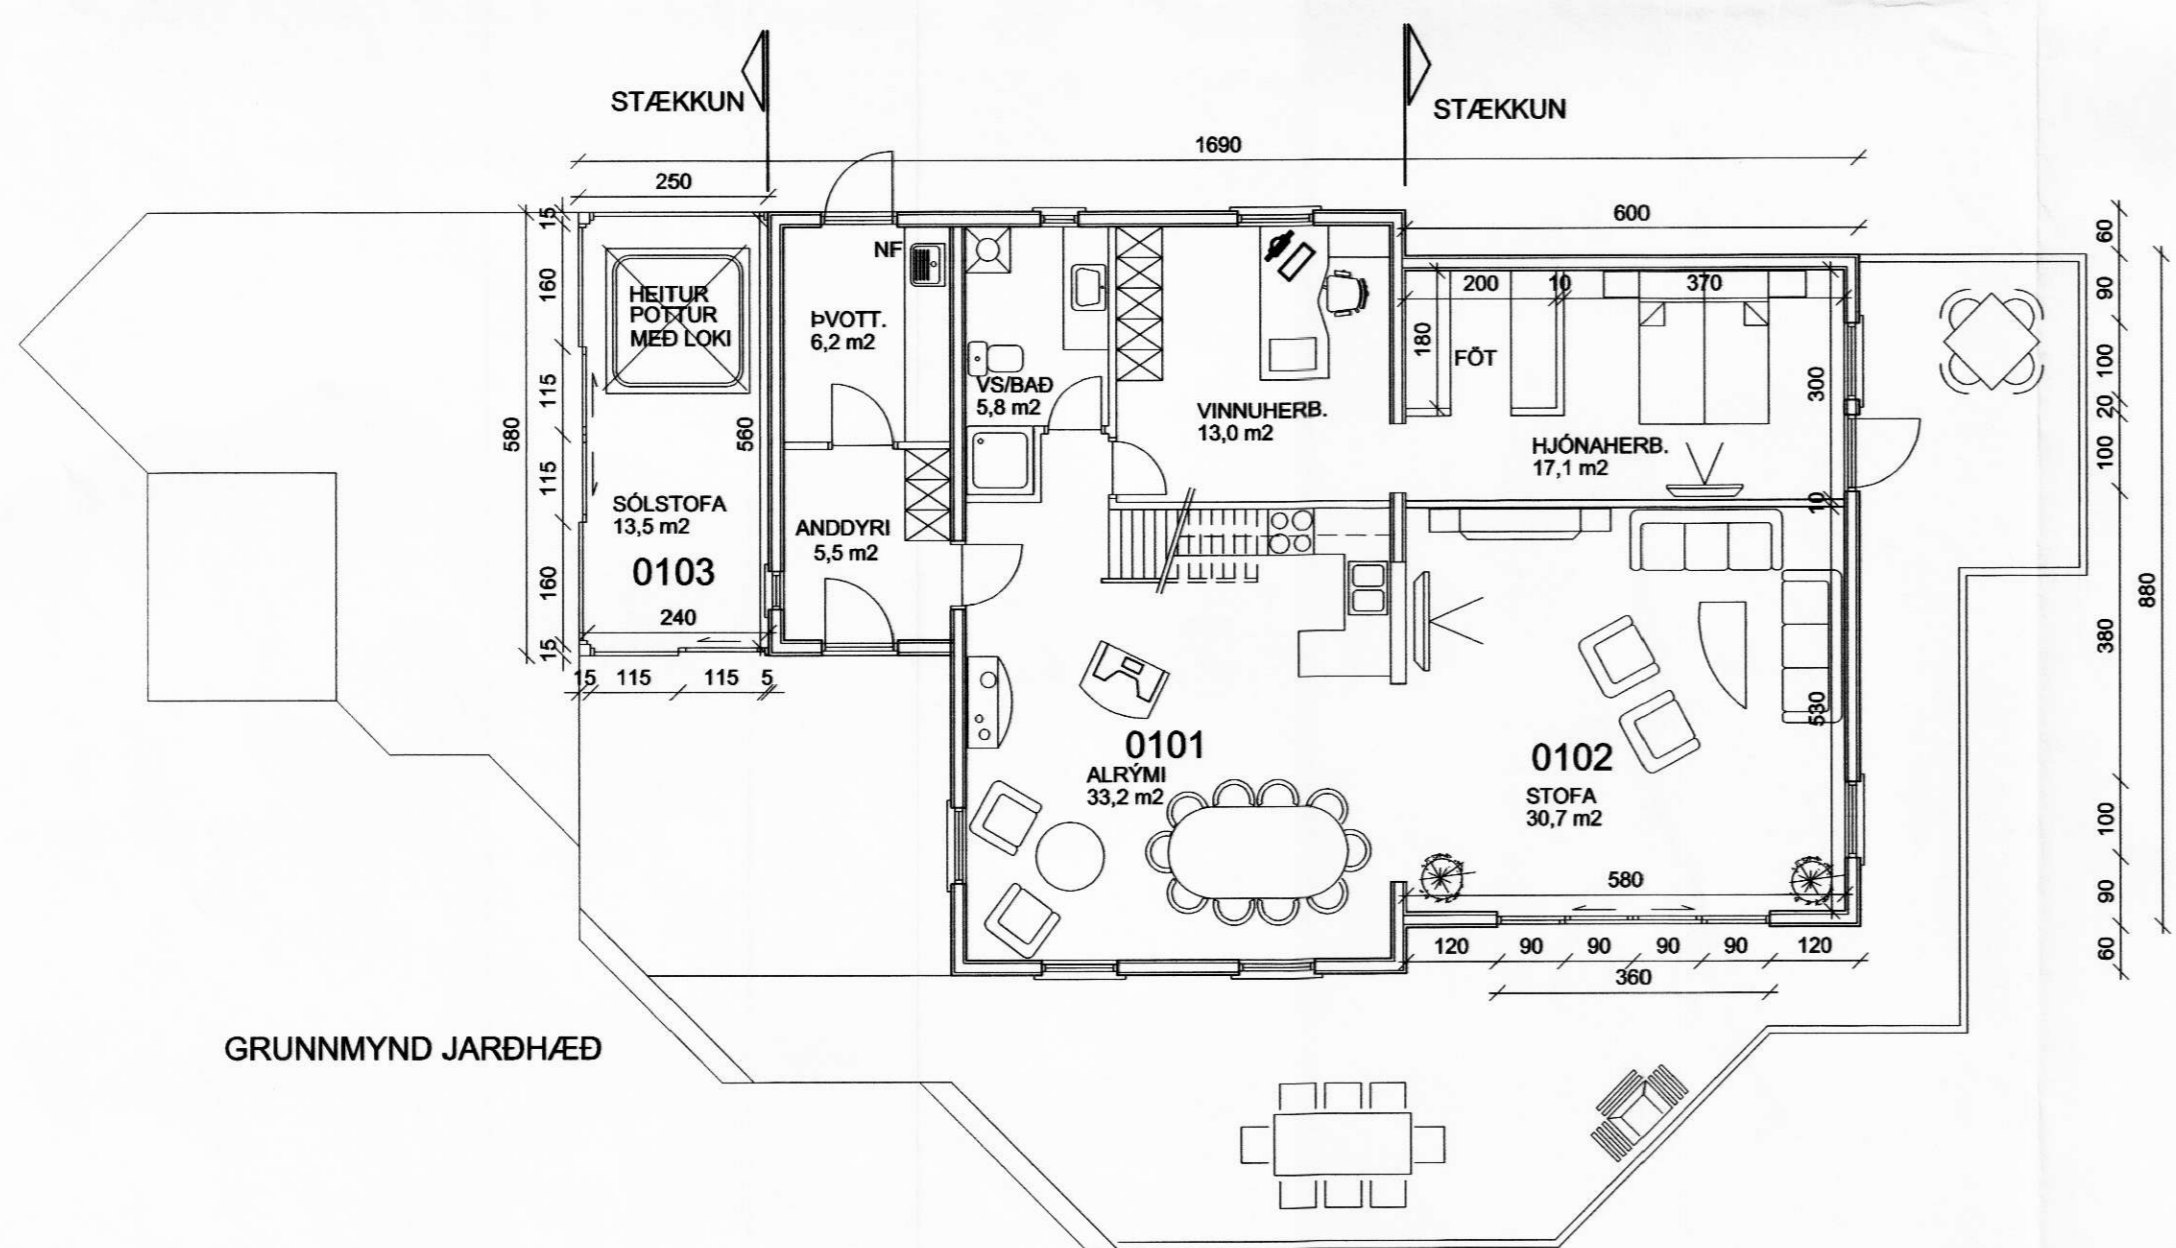 STÆKKUN
STÆKKUN
1690
250
600
15
160
115
115
160
15
580
560
HEITUR
POTTUR
MEÐ LOKI
SÓLSTOFA
13,5 m2
0103
240
15
115
115
5
NF
ÞVOTT.
6,2 m2
ANDDYRI
5,5 m2
VS/BAÐ
5,8 m2
VINNUHERB.
13,0 m2
200
10
370
180
FÖT
300
HJÓNAHERB.
17,1 m2
10
530
0101
ALRÝMI
33,2 m2
0102
STOFA
30,7 m2
580
120
90
90
90
90
120
360
60
90
100
20
100
380
100
90
60
880
GRUNNMYND JARÐHÆÐ